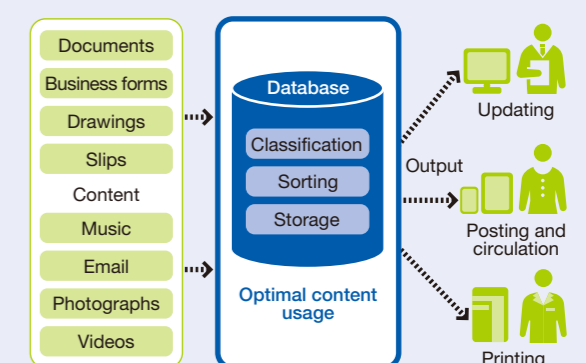 Documents
Business forms
Drawings
Slips
Content
Music
Email
Photographs
Videos
Database
Classification
Sorting
Storage
Optimal content
usage
Output
Updating
Posting and
circulation
Printing